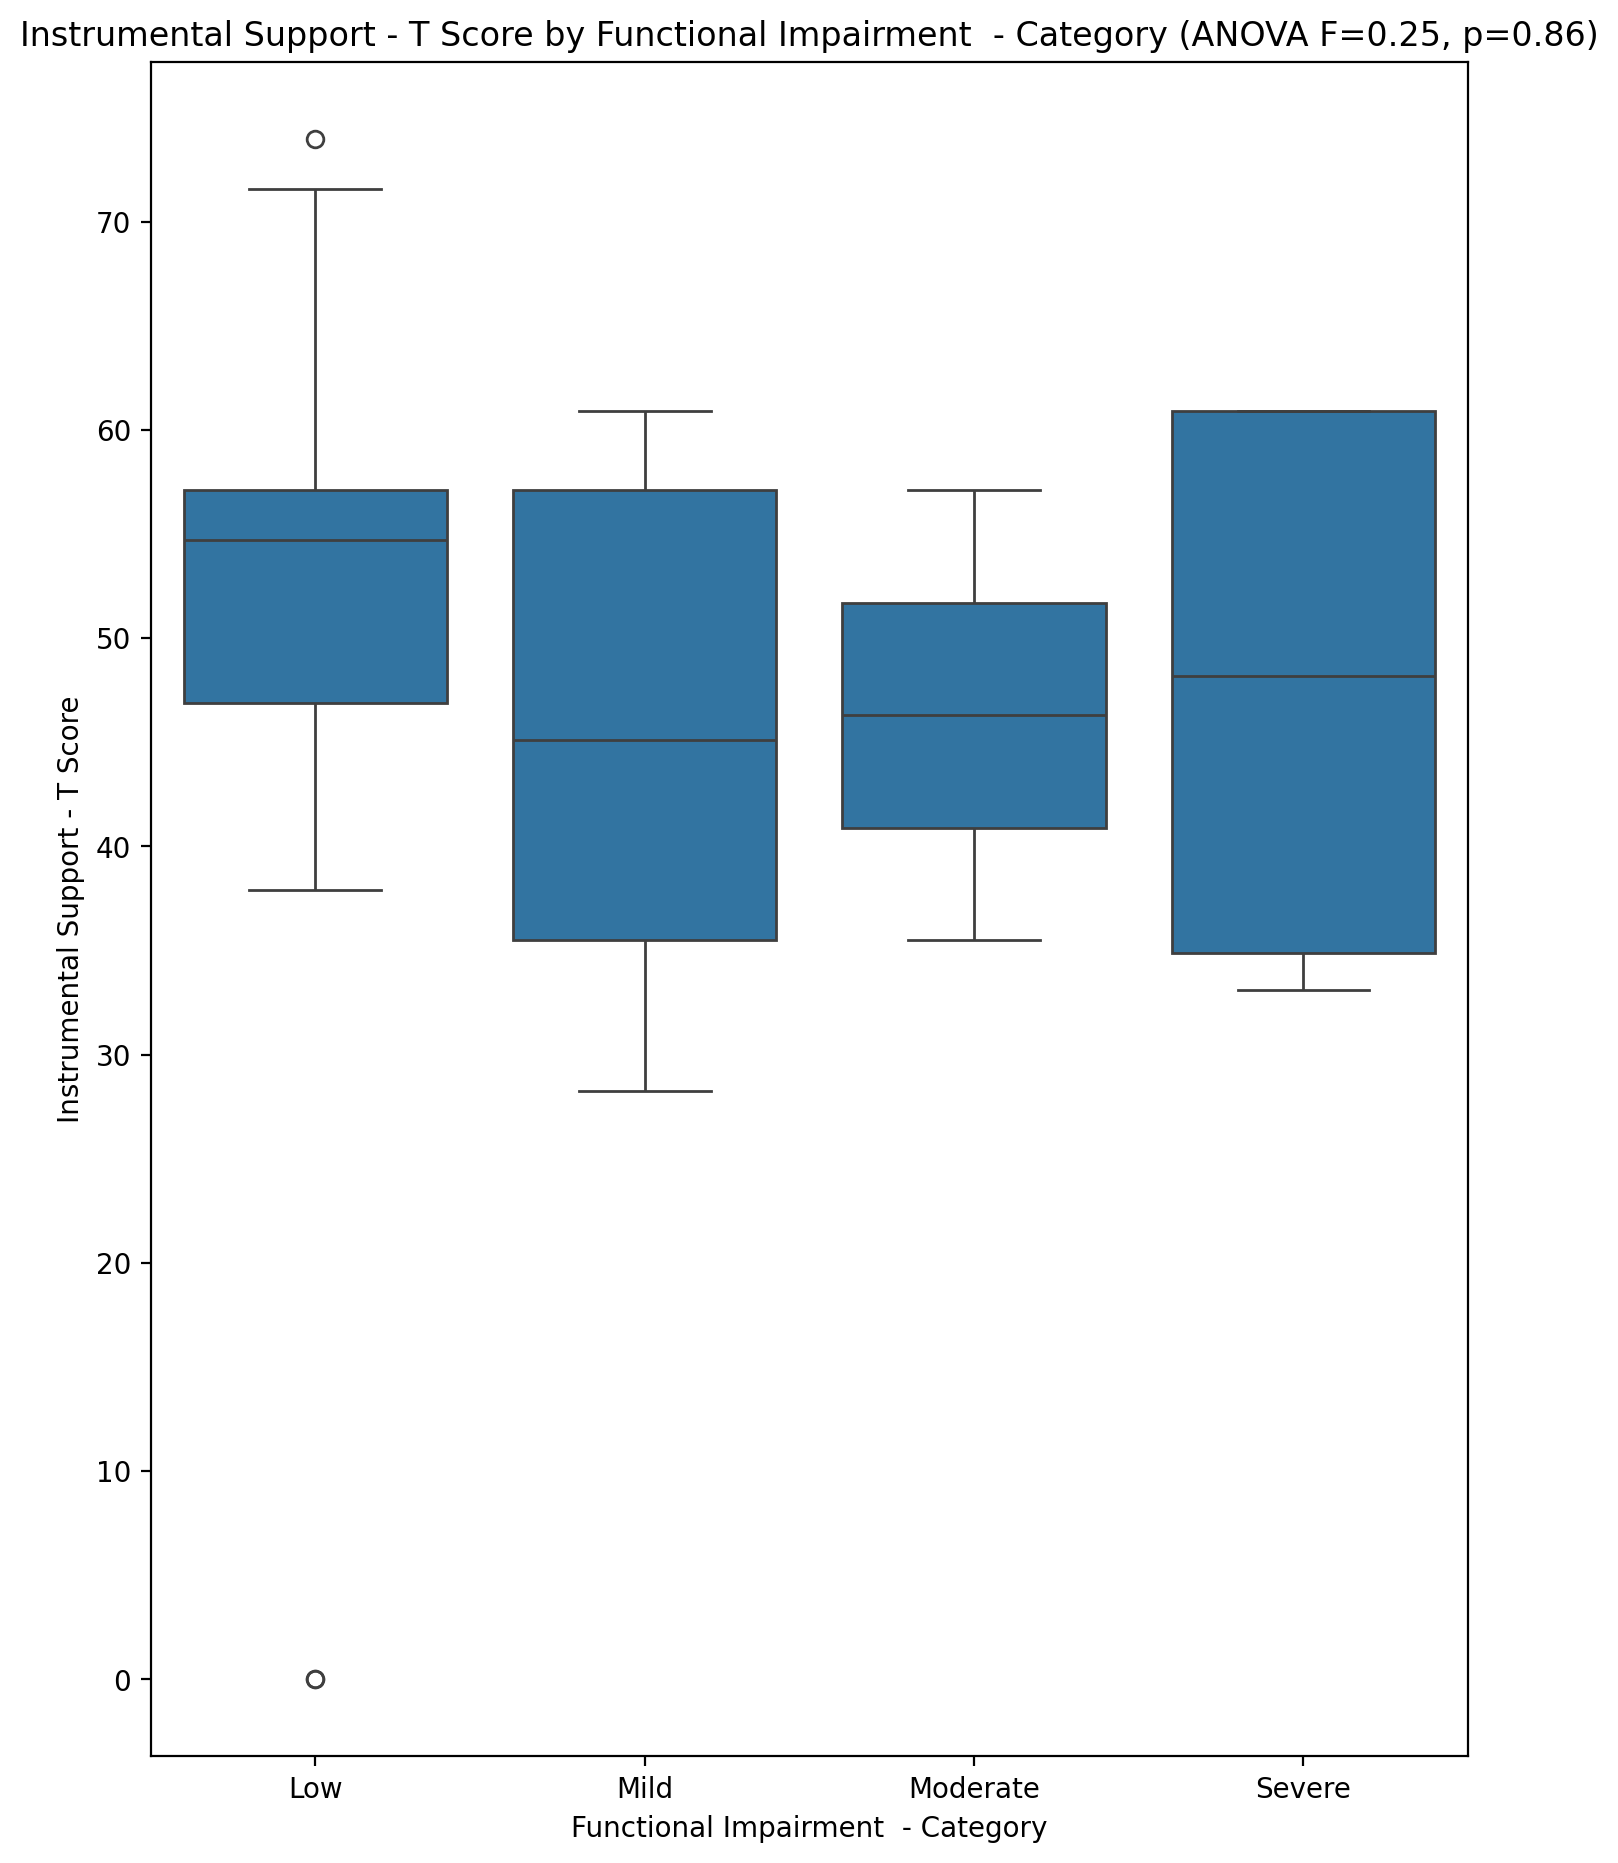 Instrumental Support - T Score by Functional Impairment  - Category (ANOVA F=0.25, p=0.86)
Instrumental Support - T Score
70
60
50
40
30
20
10
0
Low Mild Moderate Severe
Functional Impairment  - Category